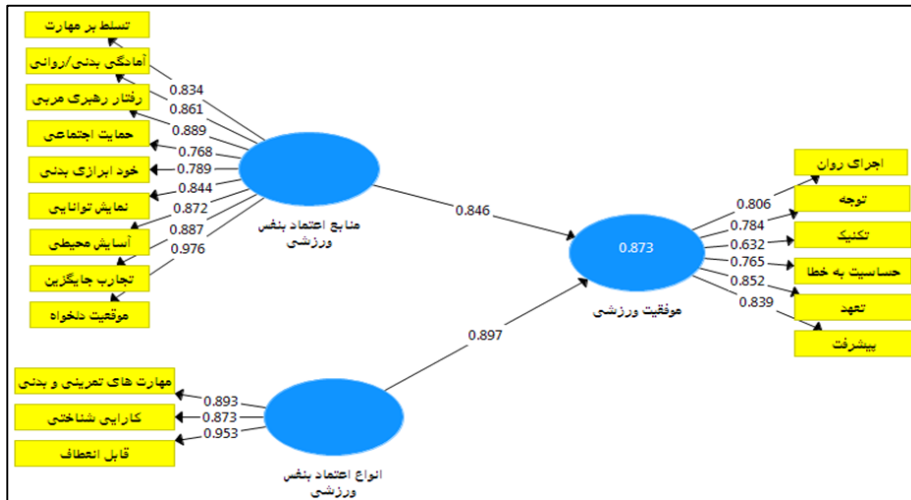 تسلط بر مهارت
آمادگی بدنی/روانی
رفتار رهبری مربی
حمایت اجتماعی
خود ابرازی بدنی
نمایش توانایی
آسایش محیطی
تجارب جایگزین
موقعیت دلخواه
0.834
0.861
0.889
0.768
0.789
0.844
0.872
0.887
0.976
منابع اعتماد بنفس
ورزشی
0.846
مهارت های تمرینی و بدنی
کارایی شناختی
قابل انعطاف
0.893
0.873
0.953
انواع اعتماد بنفس
ورزشی
0.897
0.873
موفقیت ورزشی
0.806
0.784
0.632
0.765
0.852
0.839
اجرای روان
توجه
تکنیک
حساسیت به خطا
تعهد
پیشرفت